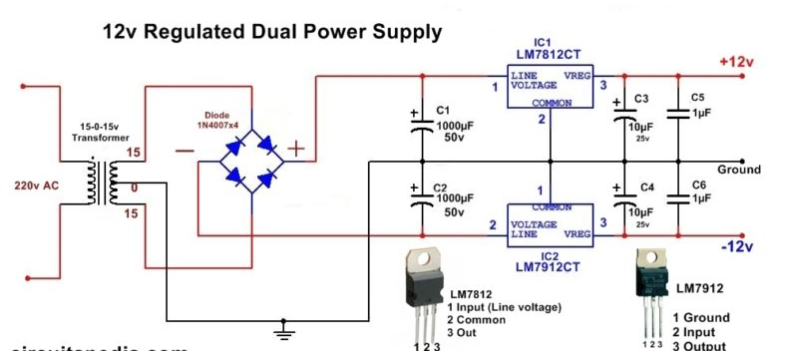 12v Regulated Dual Power Supply
IC1
LM7812CT
+12v
LINE VREG
VOLTAGE
1
3
COMMON
2
15-0-15v
Transformer
Diode
1N4007x4
C1
1000µF
50v
C3
10µF
25v
C5
1µF
+
+
15
−
+
Ground
220v AC
0
15
+
C2
1000µF
50v
1
+
C4
10µF
25v
C6
1µF
COMMON
2
3
VOLTAGE
LINE VREG
-12v
IC2
LM7912CT
LM7812
1 Input (Line voltage)
2 Common
3 Out
1 2 3
LM7912
1 Ground
2 Input
3 Output
1 2 3